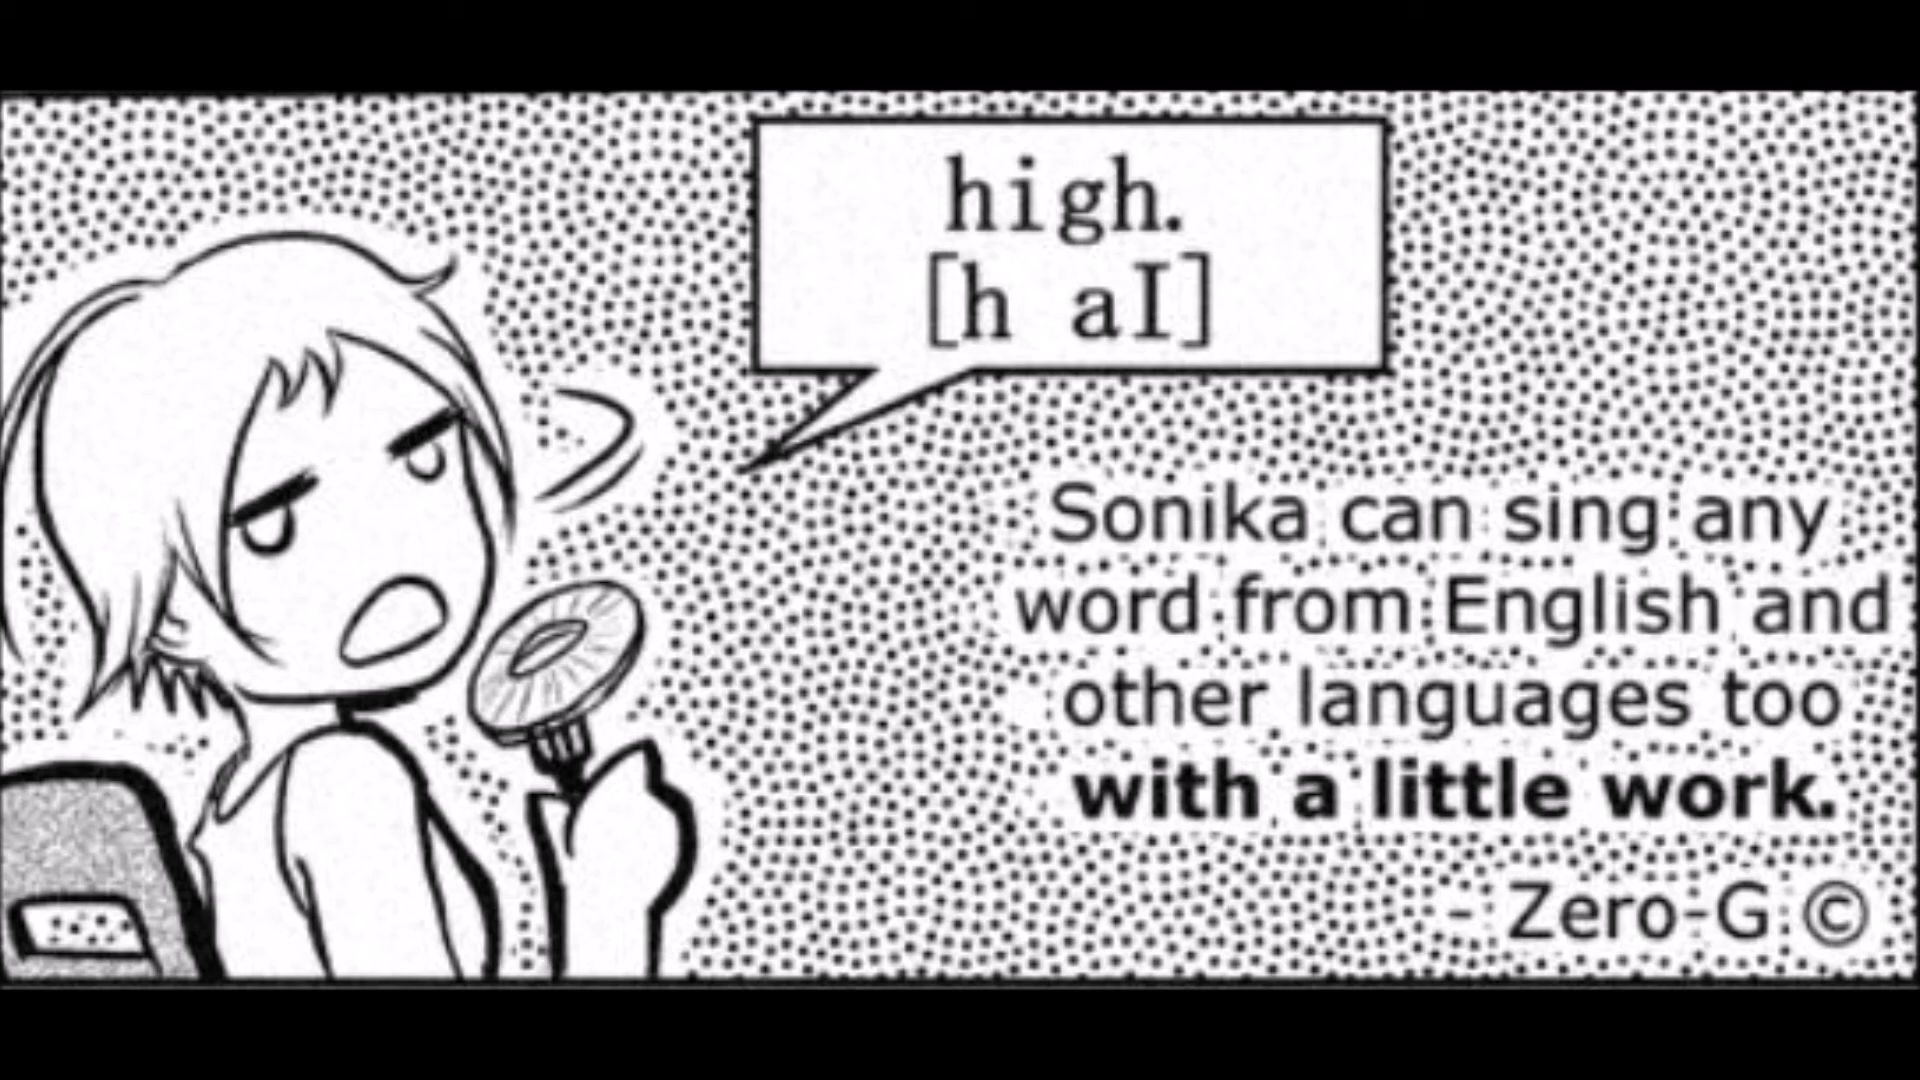 high.
[h aI]
Sonika can sing any
word from English and
other languages too
with a little work.
- Zero-G ©